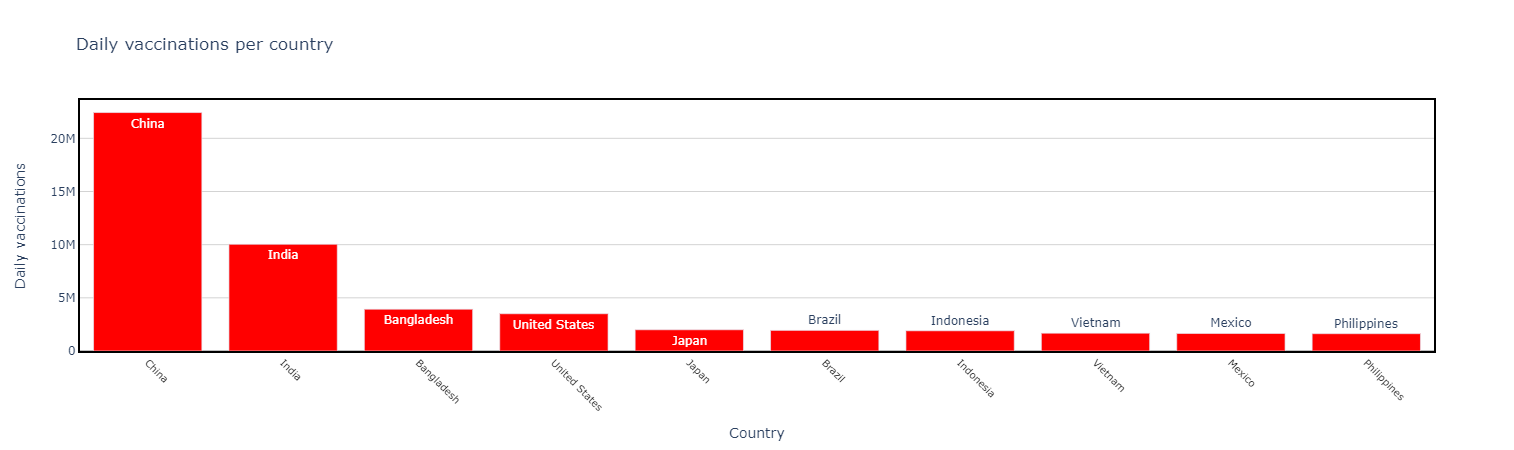 Daily vaccinations per country
Daily vaccinations
20M
15M
10M
5M
0
China
India
Bangladesh
United States
Japan
Brazil
Indonesia
Vietnam
Mexico
Philippines
China
India
Bangladesh
United States
Japan
Brazil
Indonesia
Vietnam
Mexico
Philippines
Country